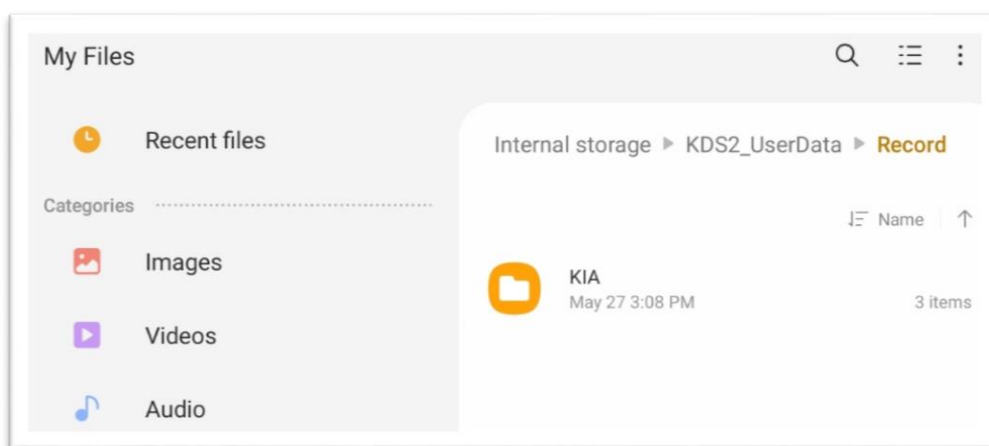 My Files
Recent files
Categories
Images
Videos
Audio
Internal storage ▶ KDS2_UserData ▶ Record
Name
KIA
May 27 3:08 PM
3 items